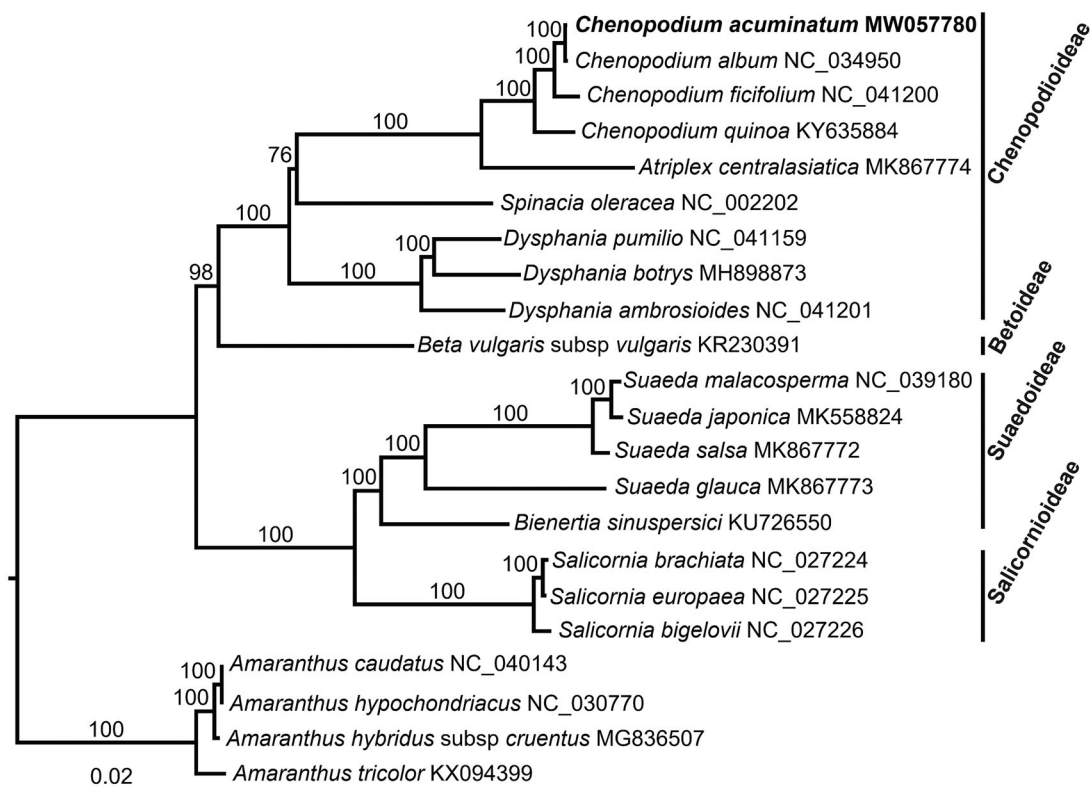 Chenopodium acuminatum MW057780
100
Chenopodium album NC_034950
100
Chenopodium ficifolium NC_041200
100
Chenopodium quinoa KY635884
100
Atriplex centralasiatica MK867774
76
Spinacia oleracea NC_002202
100
Dysphania pumilio NC_041159
100
Dysphania botrys MH898873
100
Dysphania ambrosioides NC_041201
98
Beta vulgaris subsp vulgaris KR230391
Suaeda malacosperma NC_039180
100
Suaeda japonica MK558824
100
Suaeda salsa MK867772
100
Suaeda glauca MK867773
100
Bienertia sinuspersici KU726550
100
Salicornia brachiata NC_027224
100
Salicornia europaea NC_027225
100
Salicornia bigelovii NC_027226
Amaranthus caudatus NC_040143
100
Amaranthus hypochondriacus NC_030770
100
Amaranthus hybridus subsp cruentus MG836507
100
Amaranthus tricolor KX094399
0.02
Chenopodioideae
Betoideae
Suaedoideae
Salicornioideae